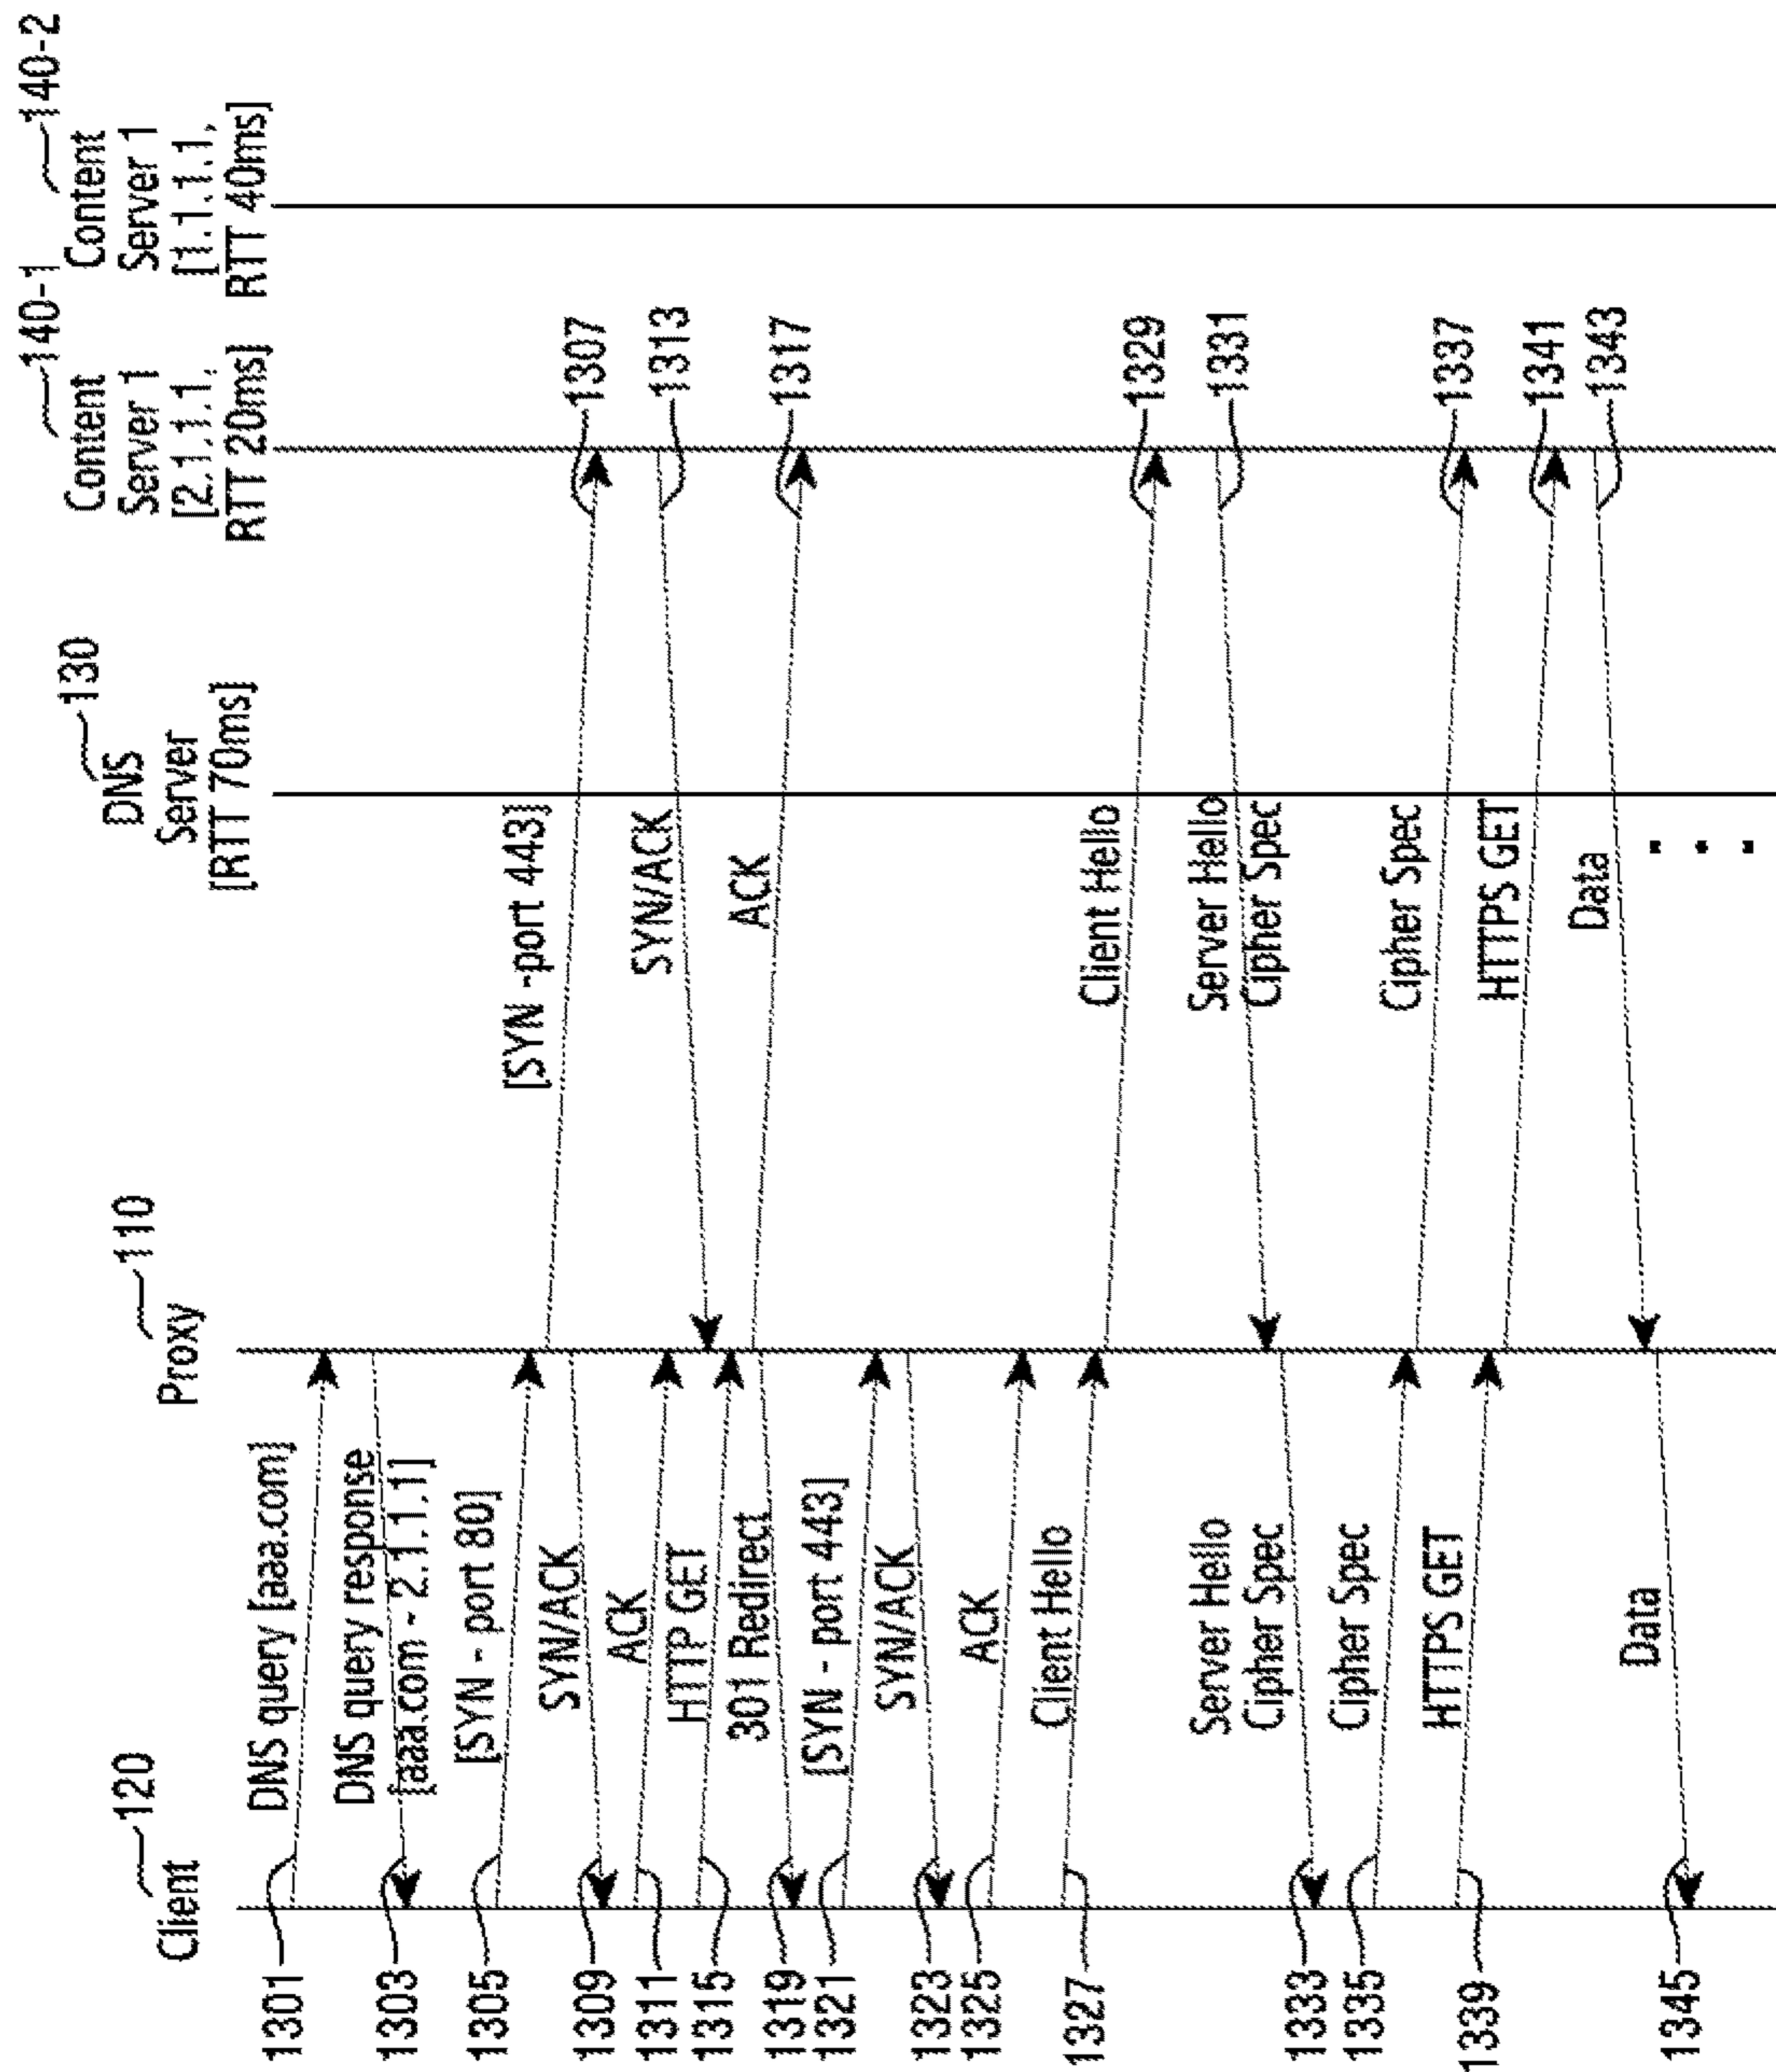 120
Client
110
Proxy
130
DNS
Server
[RTT 70ms]
140-1
Content
Server 1
[2.1.1.1,
RTT 20ms]
140-2
Content
Server 1
[1.1.1.1,
RTT 40ms]
1301
DNS query [aaa.com]
1303
DNS query response
[aaa.com - 2.1.1.1]
1305
[SYN - port 80]
[SYN -port 443]
1307
1309
SYN/ACK
1311
ACK
SYN/ACK
1313
1315
HTTP GET
ACK
1317
1319
301 Redirect
1321
[SYN - port 443]
1323
SYN/ACK
1325
ACK
1327
Client Hello
Client Hello
1329
Server Hello
Cipher Spec
1331
1333
Server Hello
Cipher Spec
1335
Cipher Spec
Cipher Spec
1337
1339
HTTPS GET
HTTPS GET
1341
Data
1343
1345
Data